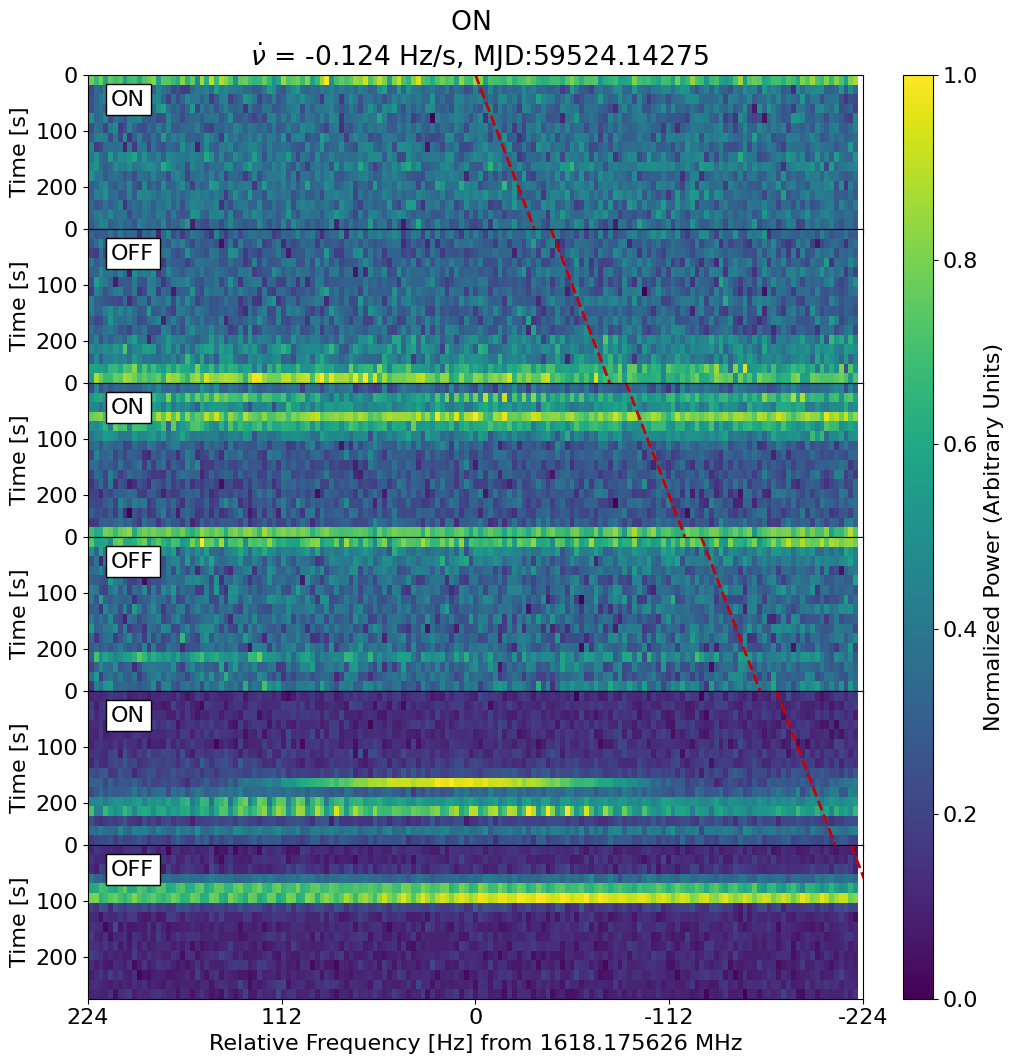 ON
ν̇ = -0.124 Hz/s, MJD:59524.14275
0
ON
100
200
Time [s]
0
OFF
100
200
Time [s]
0
ON
100
200
Time [s]
0
OFF
100
200
Time [s]
0
ON
100
200
Time [s]
0
OFF
100
200
Time [s]
224 112 0 -112 -224
Relative Frequency [Hz] from 1618.175626 MHz
1.0
0.8
0.6
0.4
0.2
0.0
Normalized Power (Arbitrary Units)